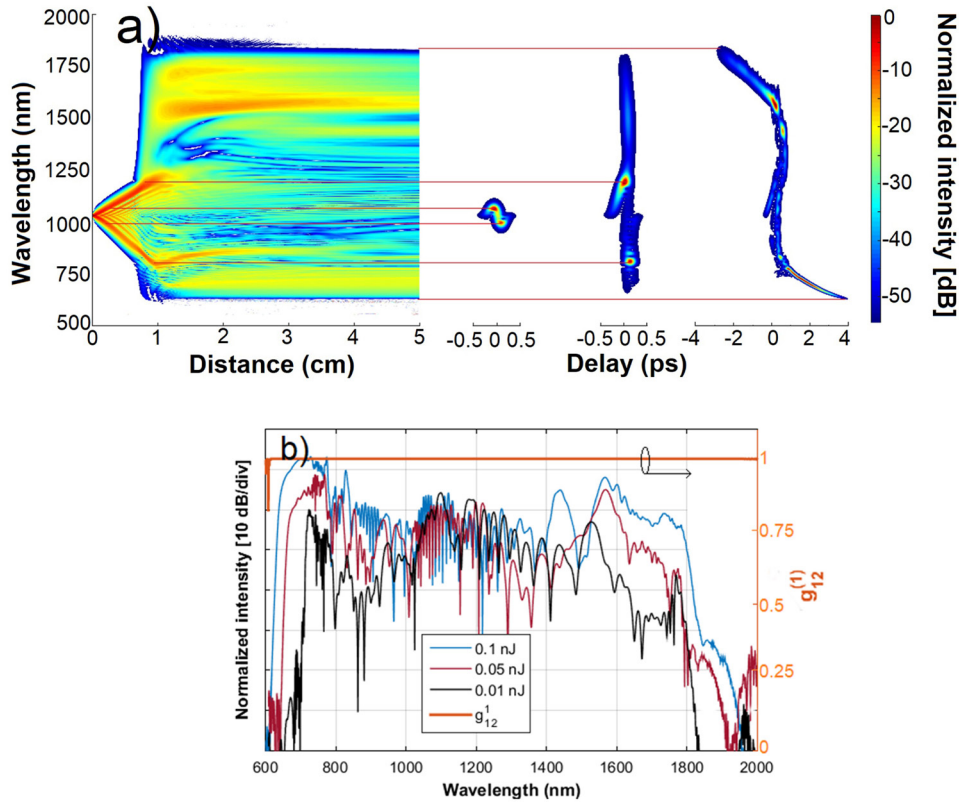 a)
2000
1750
1500
1250
1000
750
500
Wavelength (nm)
0 1 2 3 4 5
Distance (cm)
-0.5 0 0.5
-0.5 0 0.5
-4 -2 0 2 4
Delay (ps)
0
-10
-20
-30
-40
-50
Normalized intensity [dB]
b)
Normalized intensity [10 dB/div]
0.1 nJ
0.05 nJ
0.01 nJ
g¹₁₂
1
0.75
0.5
0.25
0
g₁₂⁽¹⁾
600 800 1000 1200 1400 1600 1800 2000
Wavelength (nm)